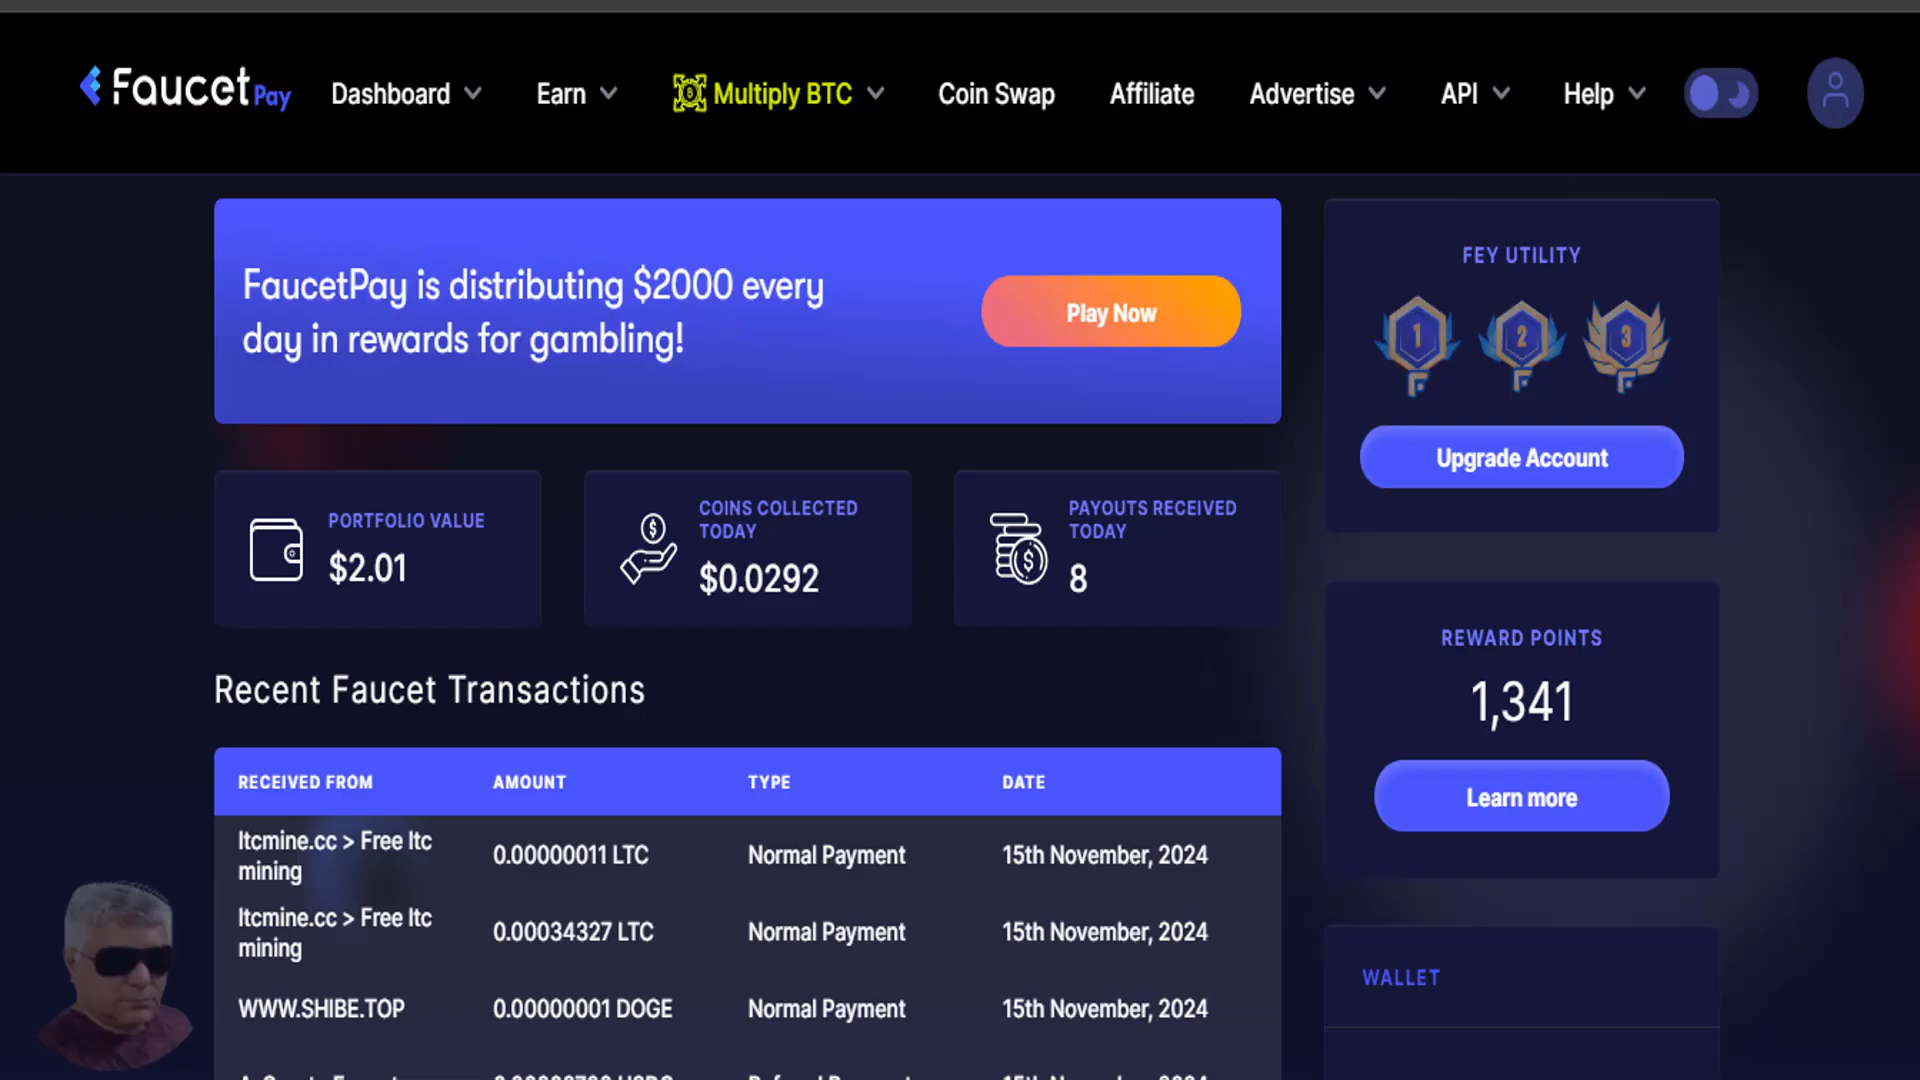 Faucet Pay
Dashboard
Earn
Multiply BTC
Coin Swap
Affiliate
Advertise
API
Help
FaucetPay is distributing $2000 every
day in rewards for gambling!
Play Now
FEY UTILITY
1 2 3
Upgrade Account
PORTFOLIO VALUE
$2.01
COINS COLLECTED
TODAY
$0.0292
PAYOUTS RECEIVED
TODAY
8
REWARD POINTS
1,341
Learn more
Recent Faucet Transactions
RECEIVED FROM AMOUNT TYPE DATE
ltcmine.cc > Free ltc
mining
0.00000011 LTC Normal Payment 15th November, 2024
ltcmine.cc > Free ltc
mining
0.00034327 LTC Normal Payment 15th November, 2024
WWW.SHIBE.TOP 0.00000001 DOGE Normal Payment 15th November, 2024
WALLET